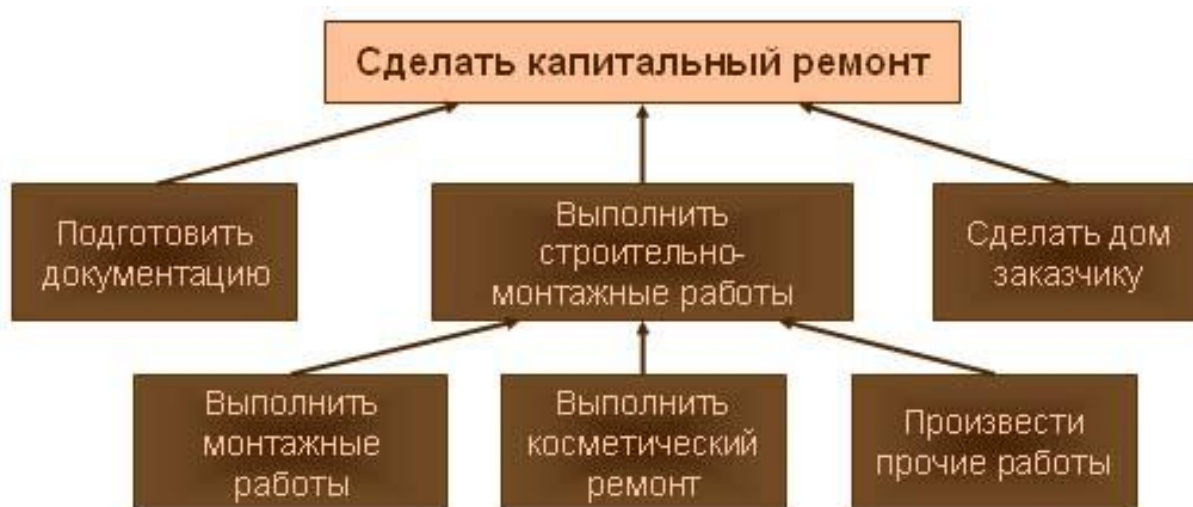 Сделать капитальный ремонт
Подготовить
документацию
Выполнить
строительно-
монтажные работы
Сделать дом
заказчику
Выполнить
монтажные
работы
Выполнить
косметический
ремонт
Произвести
прочие работы